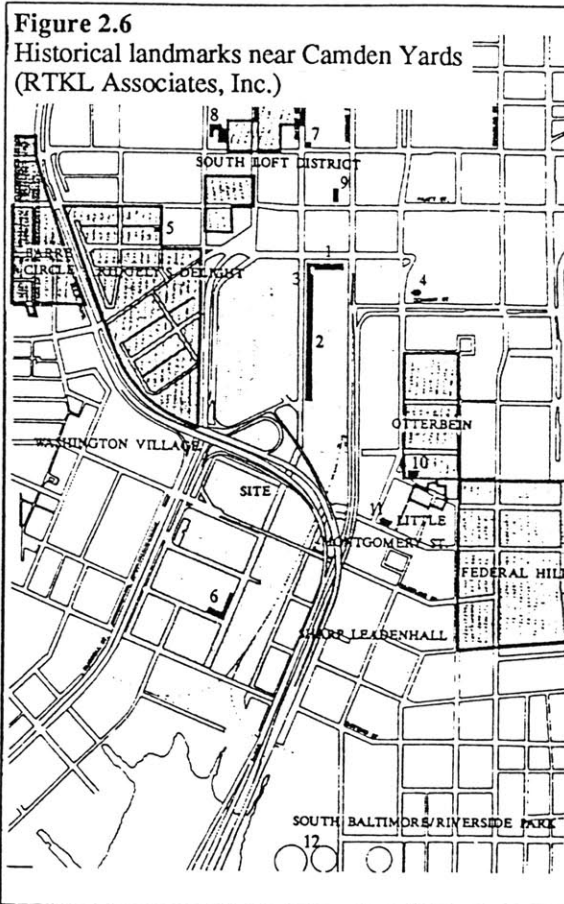 Figure 2.6
Historical landmarks near Camden Yards
(RTKL Associates, Inc.)
8
7
SOUTH LOFT DISTRICT
9
5
BARRE
CIRCLE
RIDGELY'S DELIGHT
1
3
4
2
OTTERBEIN
WASHINGTON VILLAGE
10
SITE
11
LITTLE
MONTGOMERY ST.
FEDERAL HILL
6
SHARP LEADENHALL
SOUTH BALTIMORE/RIVERSIDE PARK
12